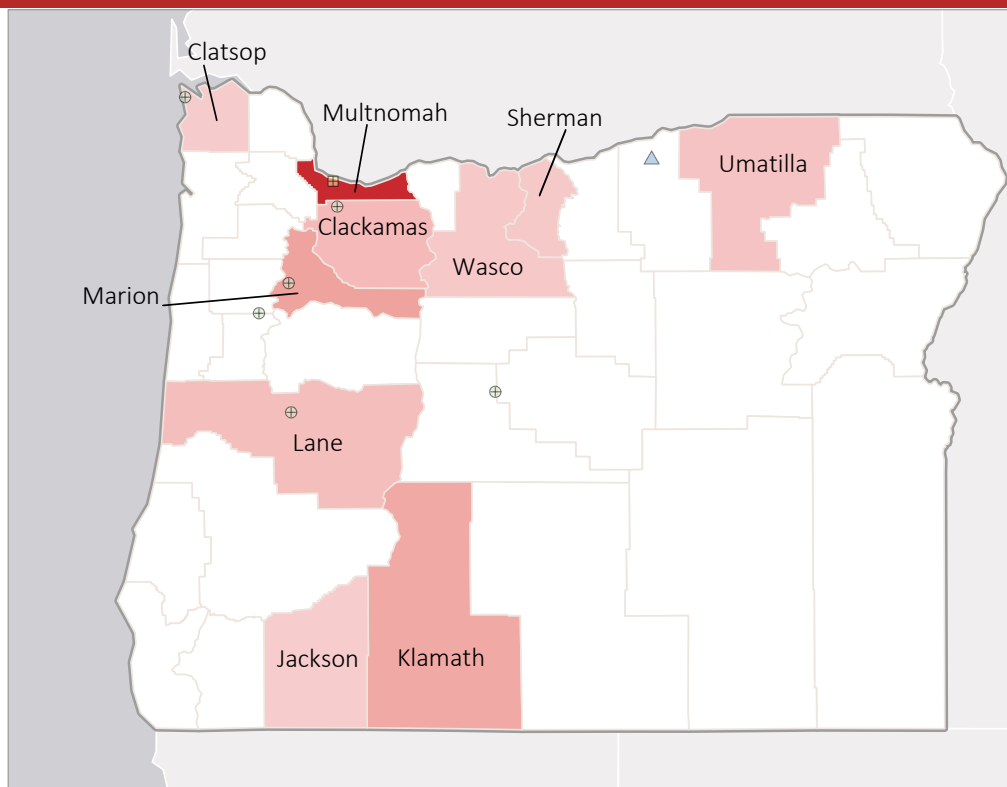 Clatsop
Multnomah
Sherman
Umatilla
Clackamas
Wasco
Marion
Lane
Jackson
Klamath